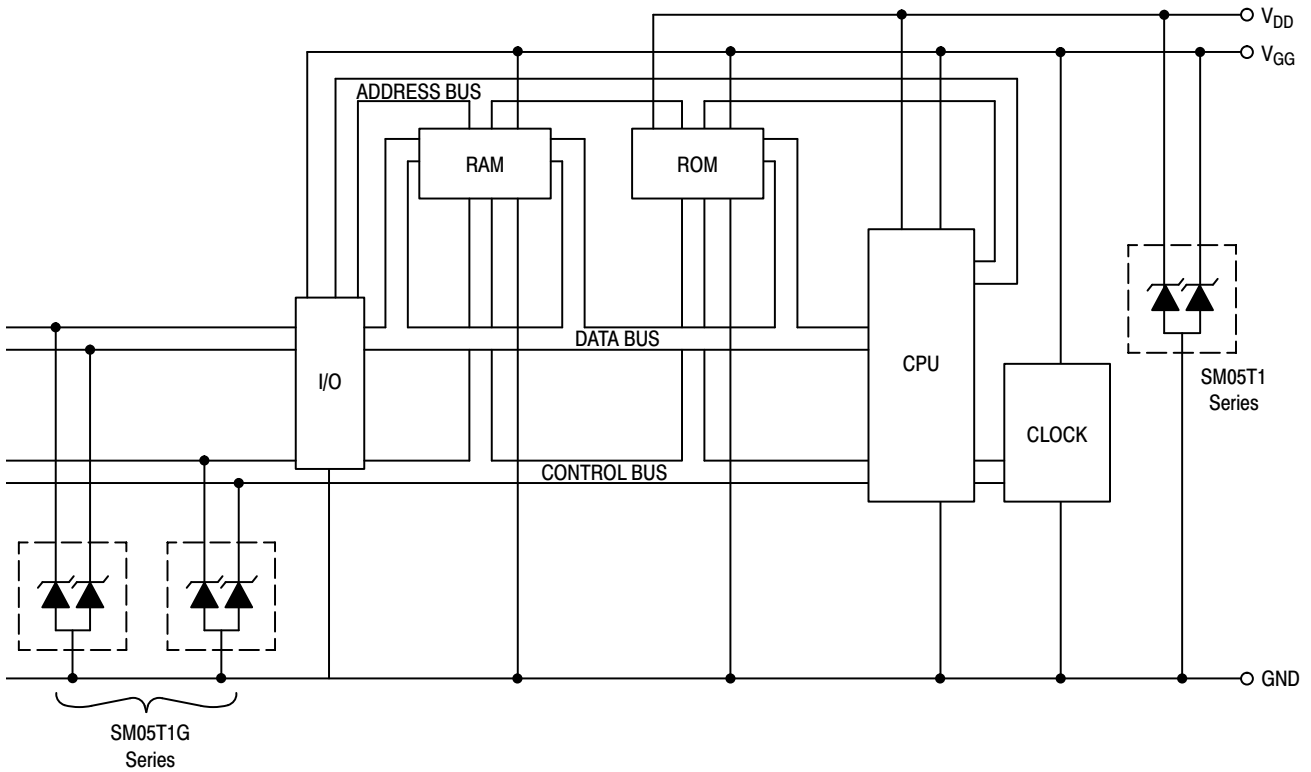 V_DD
V_GG
ADDRESS BUS
RAM
ROM
DATA BUS
I/O
CPU
SM05T1
Series
CLOCK
CONTROL BUS
GND
SM05T1G
Series